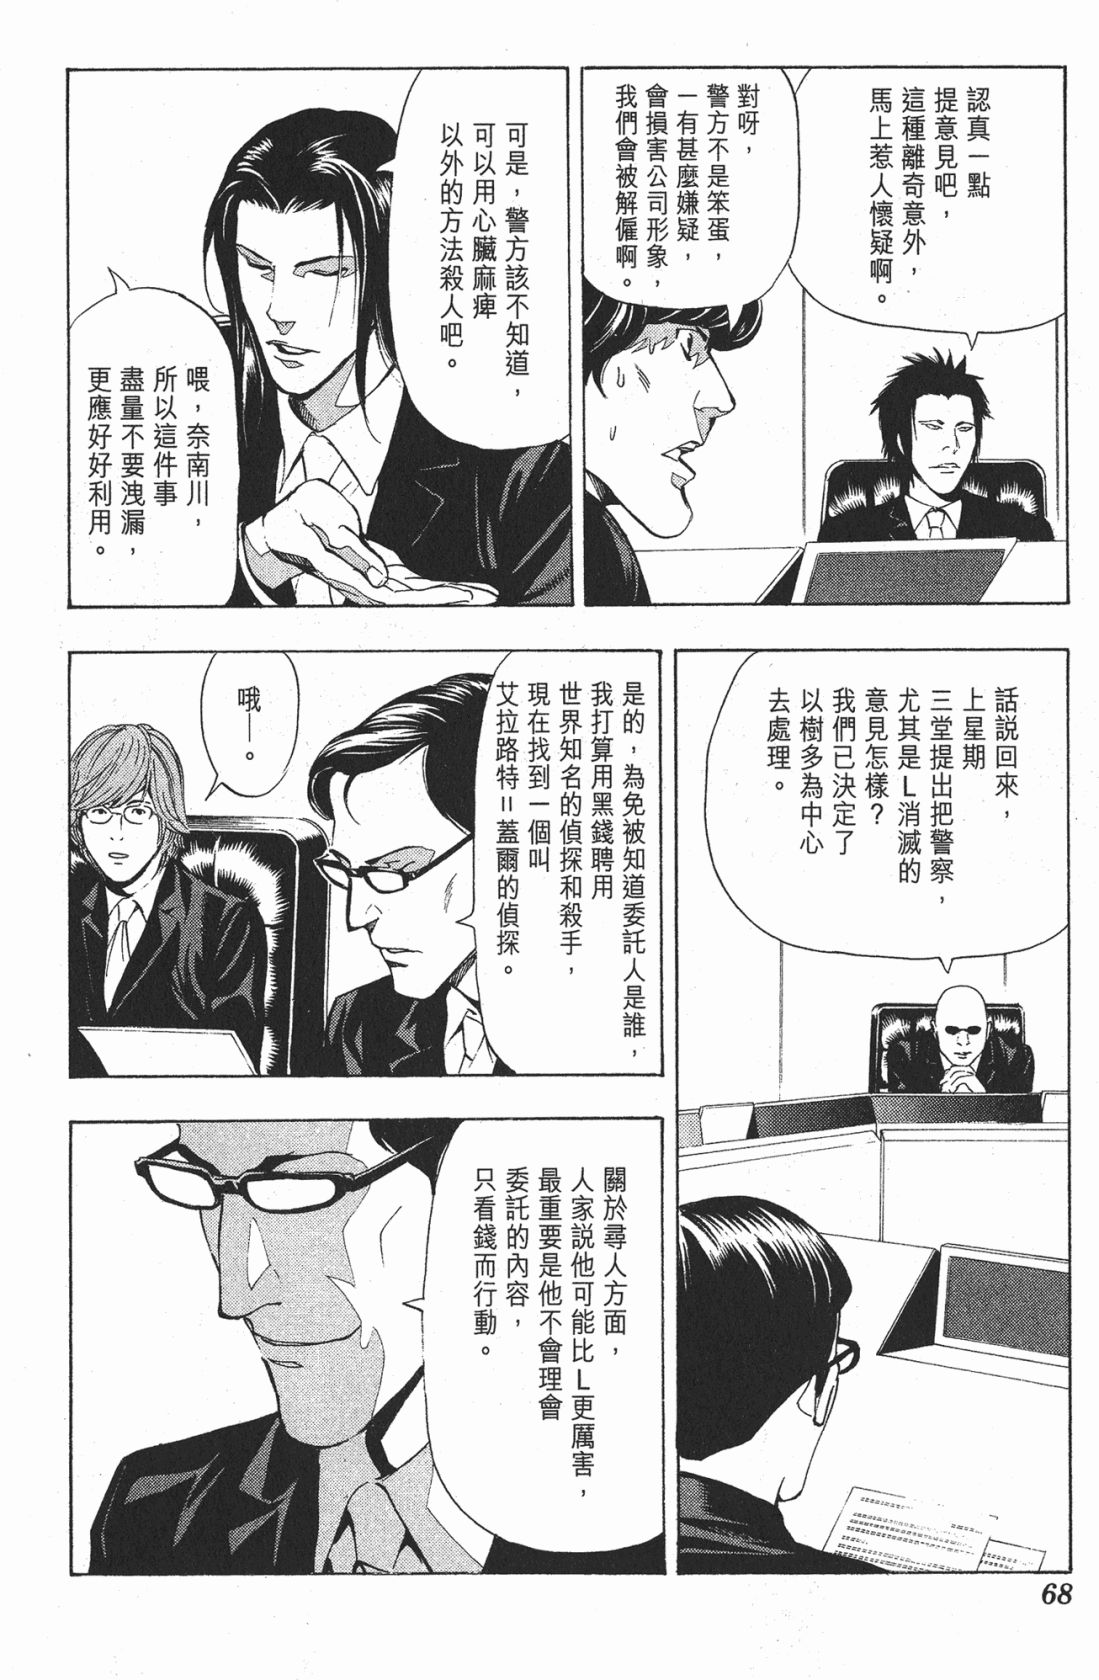 認真一點
提意見吧，
這種離奇意外，
馬上惹人懷疑啊。
對呀，
警方不是笨蛋，
一有甚麼嫌疑，
會損害公司形象，
我們會被解僱啊。
可是，警方該不知道，
可以用心臟麻痺
以外的方法殺人吧。
喂，奈南川，
所以這件事
盡量不要洩漏，
更應好好利用。
話説回來，
上星期
三堂提出把警察，
尤其是L消滅的
意見怎樣？
我們已決定了
以樹多為中心
去處理。
是的，為免被知道委託人是誰，
我打算用黑錢聘用
世界知名的偵探和殺手，
現在找到一個叫
艾拉路特＝蓋爾的偵探。
哦—。
關於尋人方面，
人家説他可能比L更厲害，
最重要是他不會理會
委託的內容，
只看錢而行動。
68